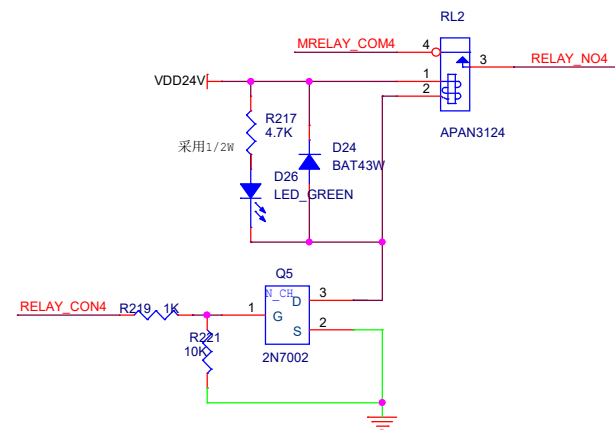 RL2
MRELAY_COM4
4
3
RELAY_NO4
VDD24V
1
2
R217
4.7K
采用1/2W
D24
BAT43W
APAN3124
D26
LED_GREEN
Q5
N_CH
RELAY_CON4
R219
1K
1
D
3
G
S
2
R221
10K
2N7002